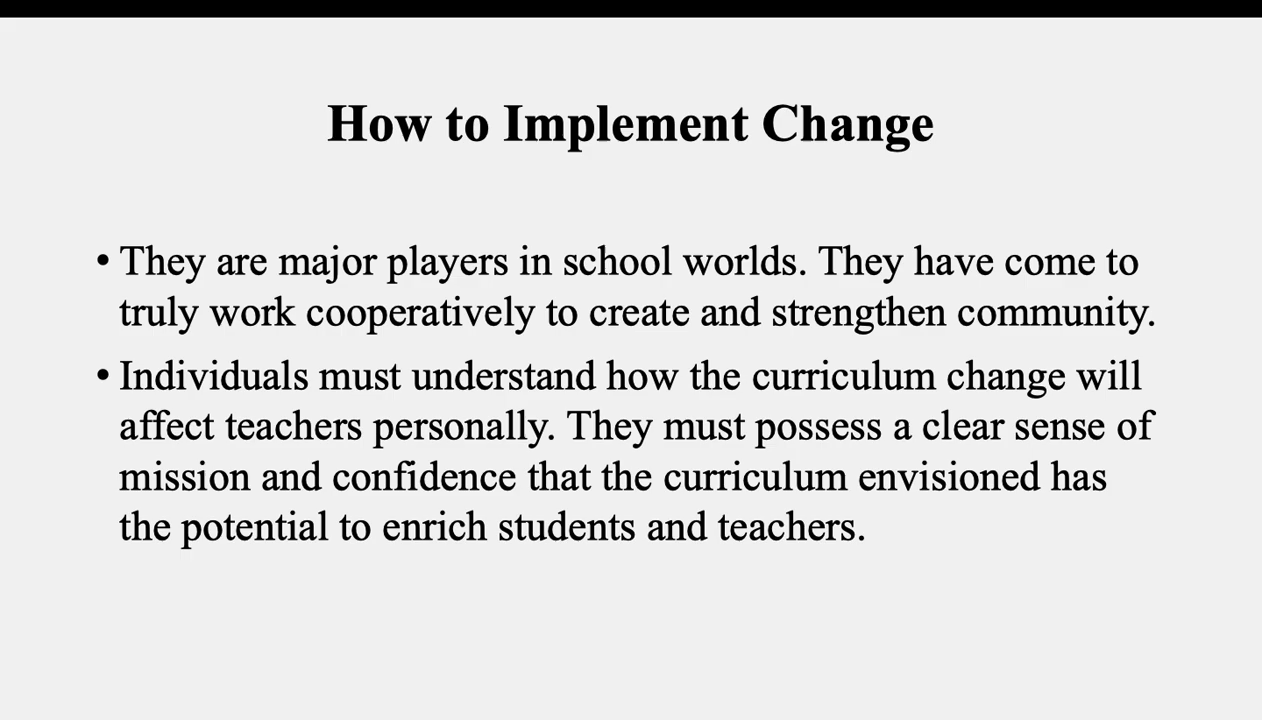 How to Implement Change
• They are major players in school worlds. They have come to
truly work cooperatively to create and strengthen community.
• Individuals must understand how the curriculum change will
affect teachers personally. They must possess a clear sense of
mission and confidence that the curriculum envisioned has
the potential to enrich students and teachers.